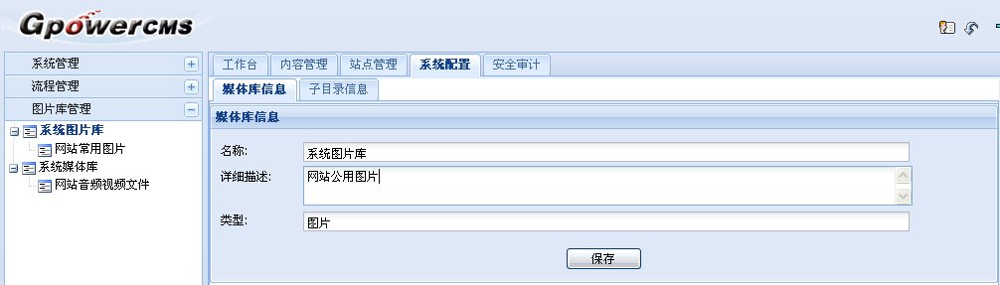 GPOWERCMS
系统管理
流程管理
图片库管理
系统图片库
网站常用图片
系统媒体库
网站音频视频文件
工作台 内容管理 站点管理 系统配置 安全审计
媒体库信息 子目录信息
媒体库信息
名称: 系统图片库
详细描述: 网站公用图片
类型: 图片
保存